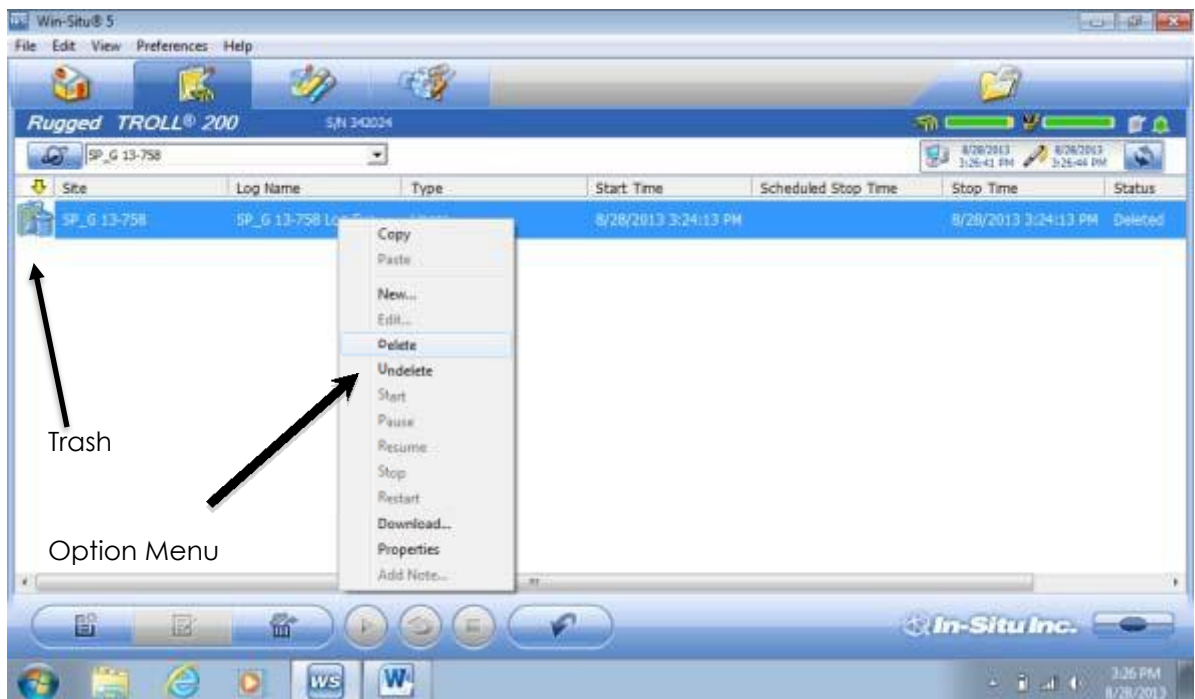 Win-Situ® 5
File Edit View Preferences Help
Rugged TROLL® 200 S/N 342024
SP_G 13-758 8/28/2013 3:26:41 PM 8/28/2013 3:26:44 PM
Site Log Name Type Start Time Scheduled Stop Time Stop Time Status
SP_G 13-758 SP_G 13-758 8/28/2013 3:24:13 PM 8/28/2013 3:24:13 PM Deleted
Copy
Paste
New...
Edit...
Delete
Undelete
Start
Pause
Resume
Stop
Restart
Download...
Properties
Add Note...
Trash
Option Menu
In-Situ Inc.
WS W 3:26 PM
8/28/2013